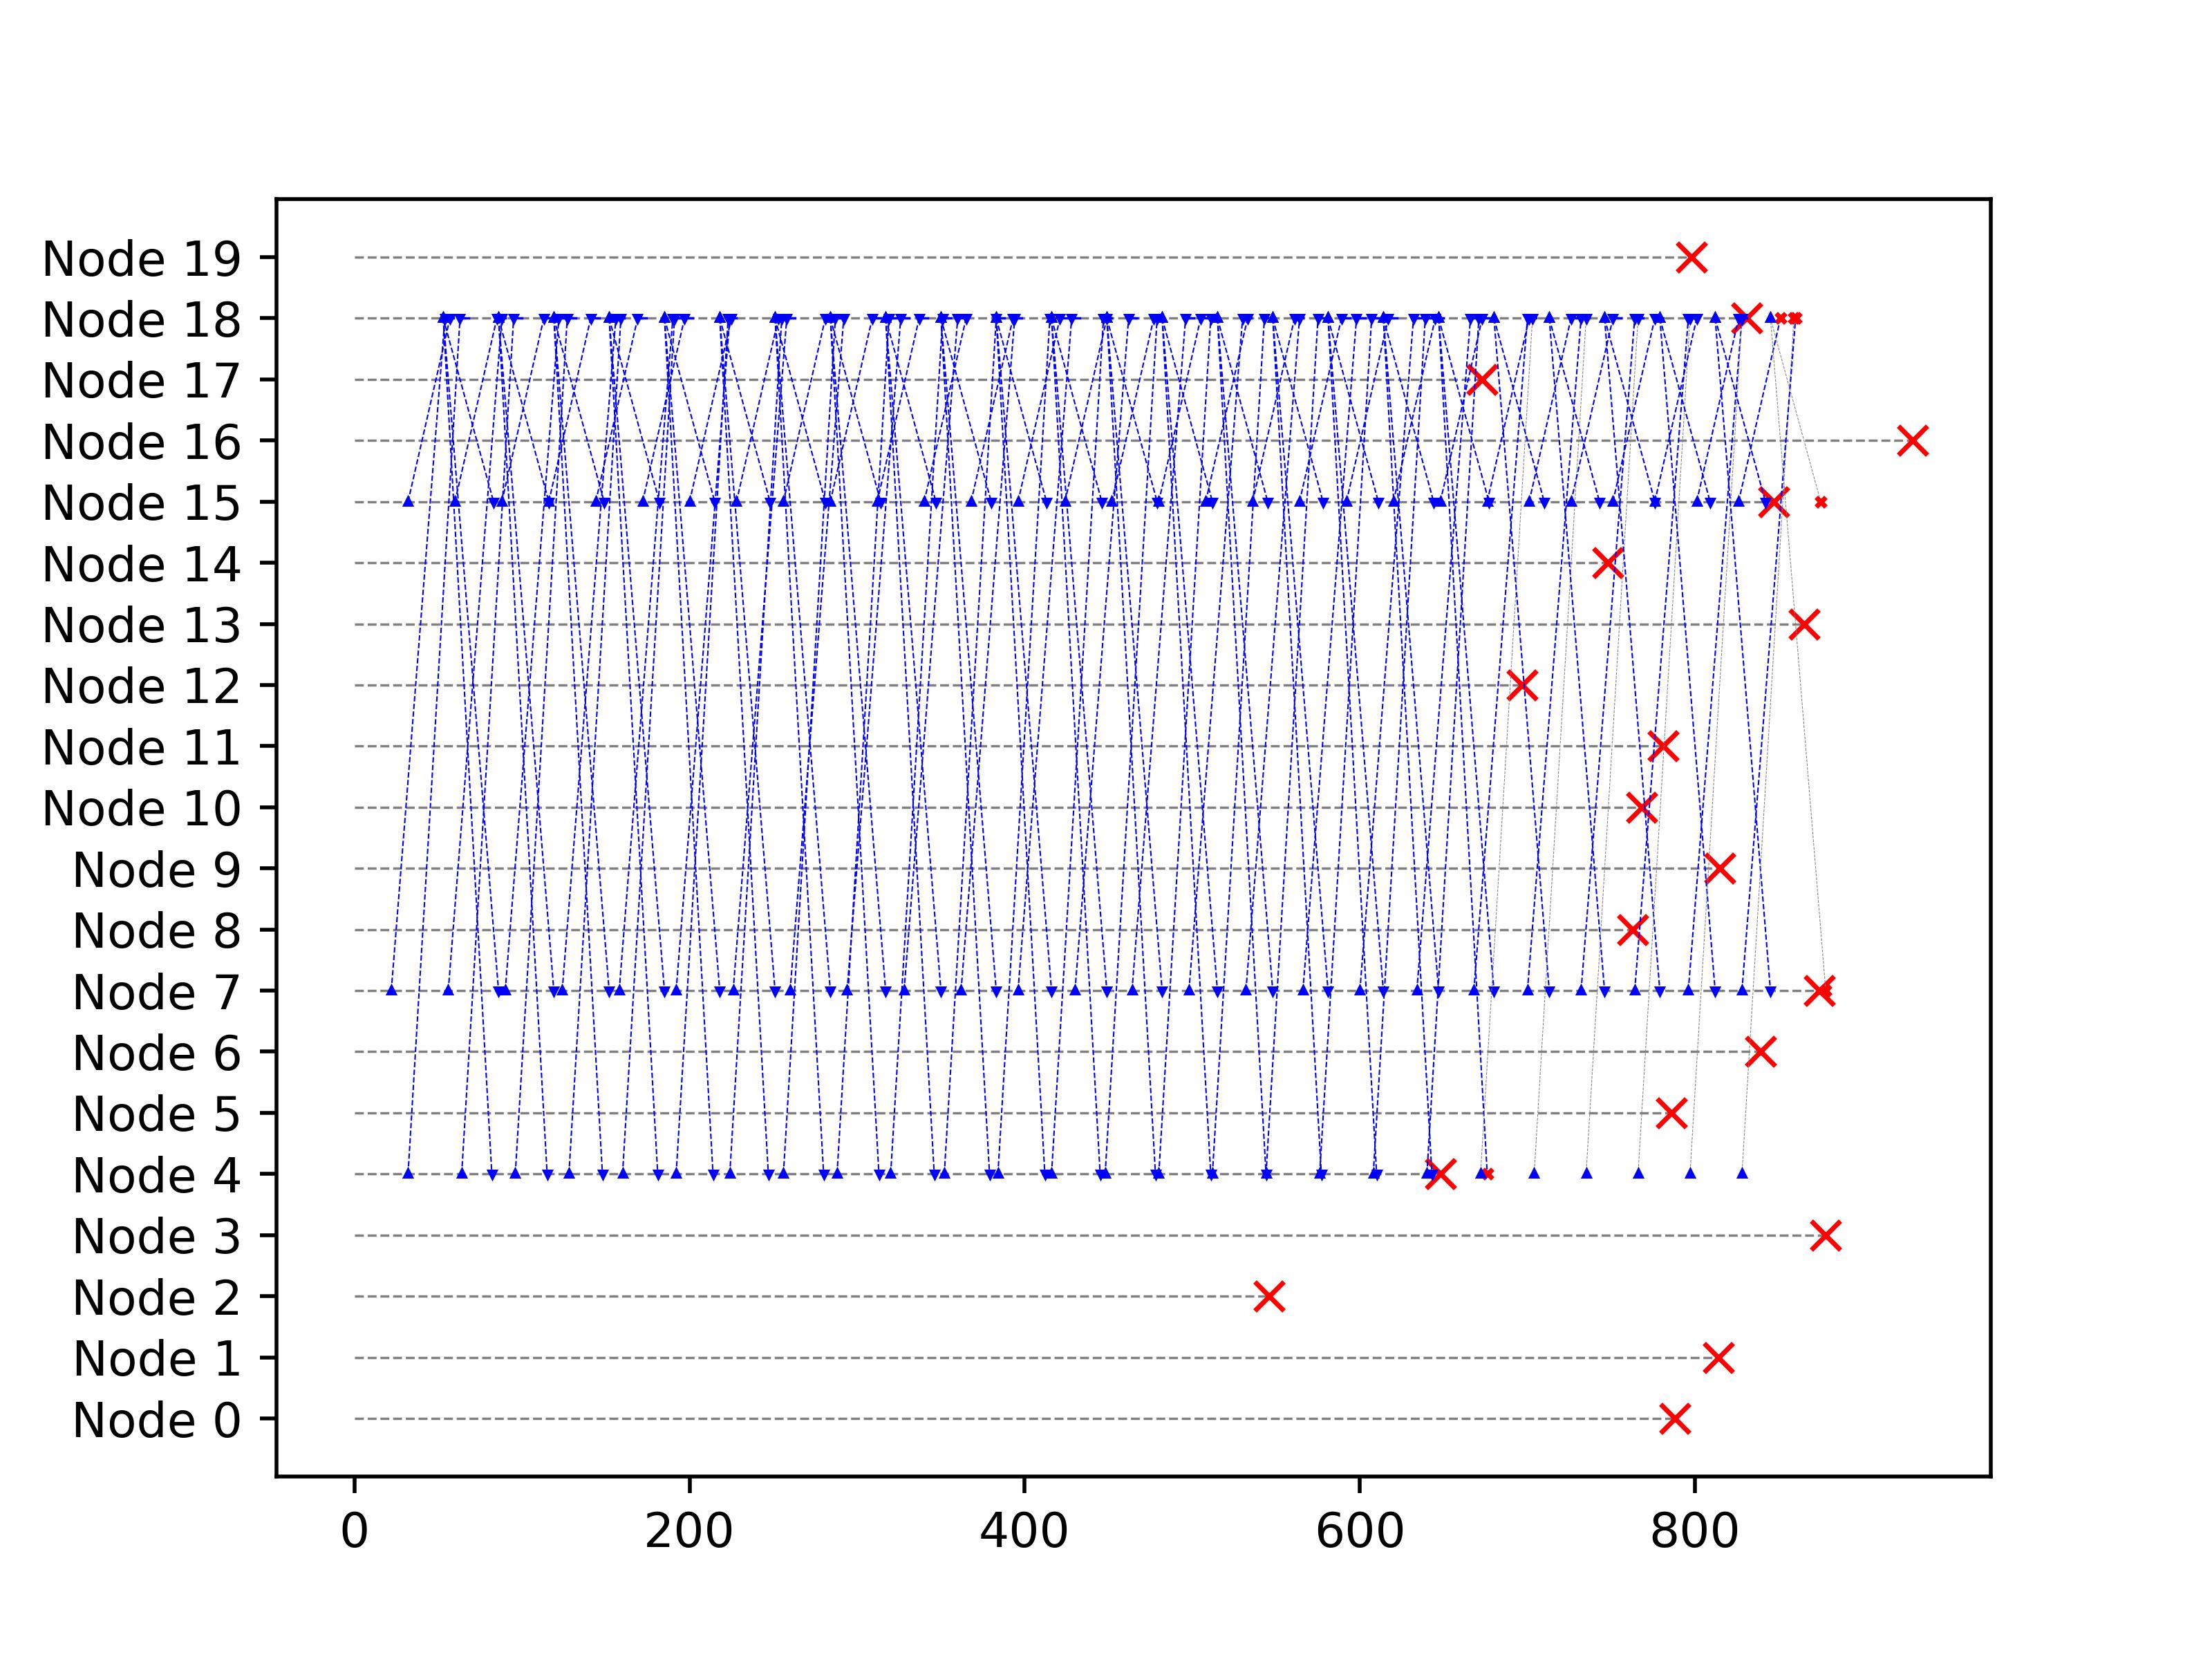 Node 19
Node 18
Node 17
Node 16
Node 15
Node 14
Node 13
Node 12
Node 11
Node 10
Node 9
Node 8
Node 7
Node 6
Node 5
Node 4
Node 3
Node 2
Node 1
Node 0
0 200 400 600 800